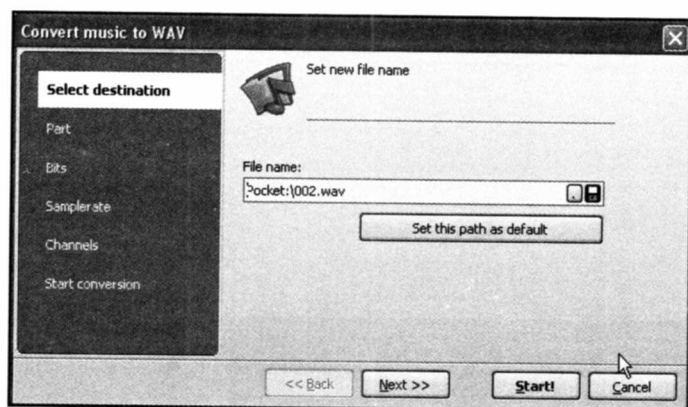 Convert music to WAV
Select destination
Part
Bits
Samplerate
Channels
Start conversion
Set new file name
File name:
Pocket:\002.wav
Set this path as default
<< Back
Next >>
Start!
Cancel